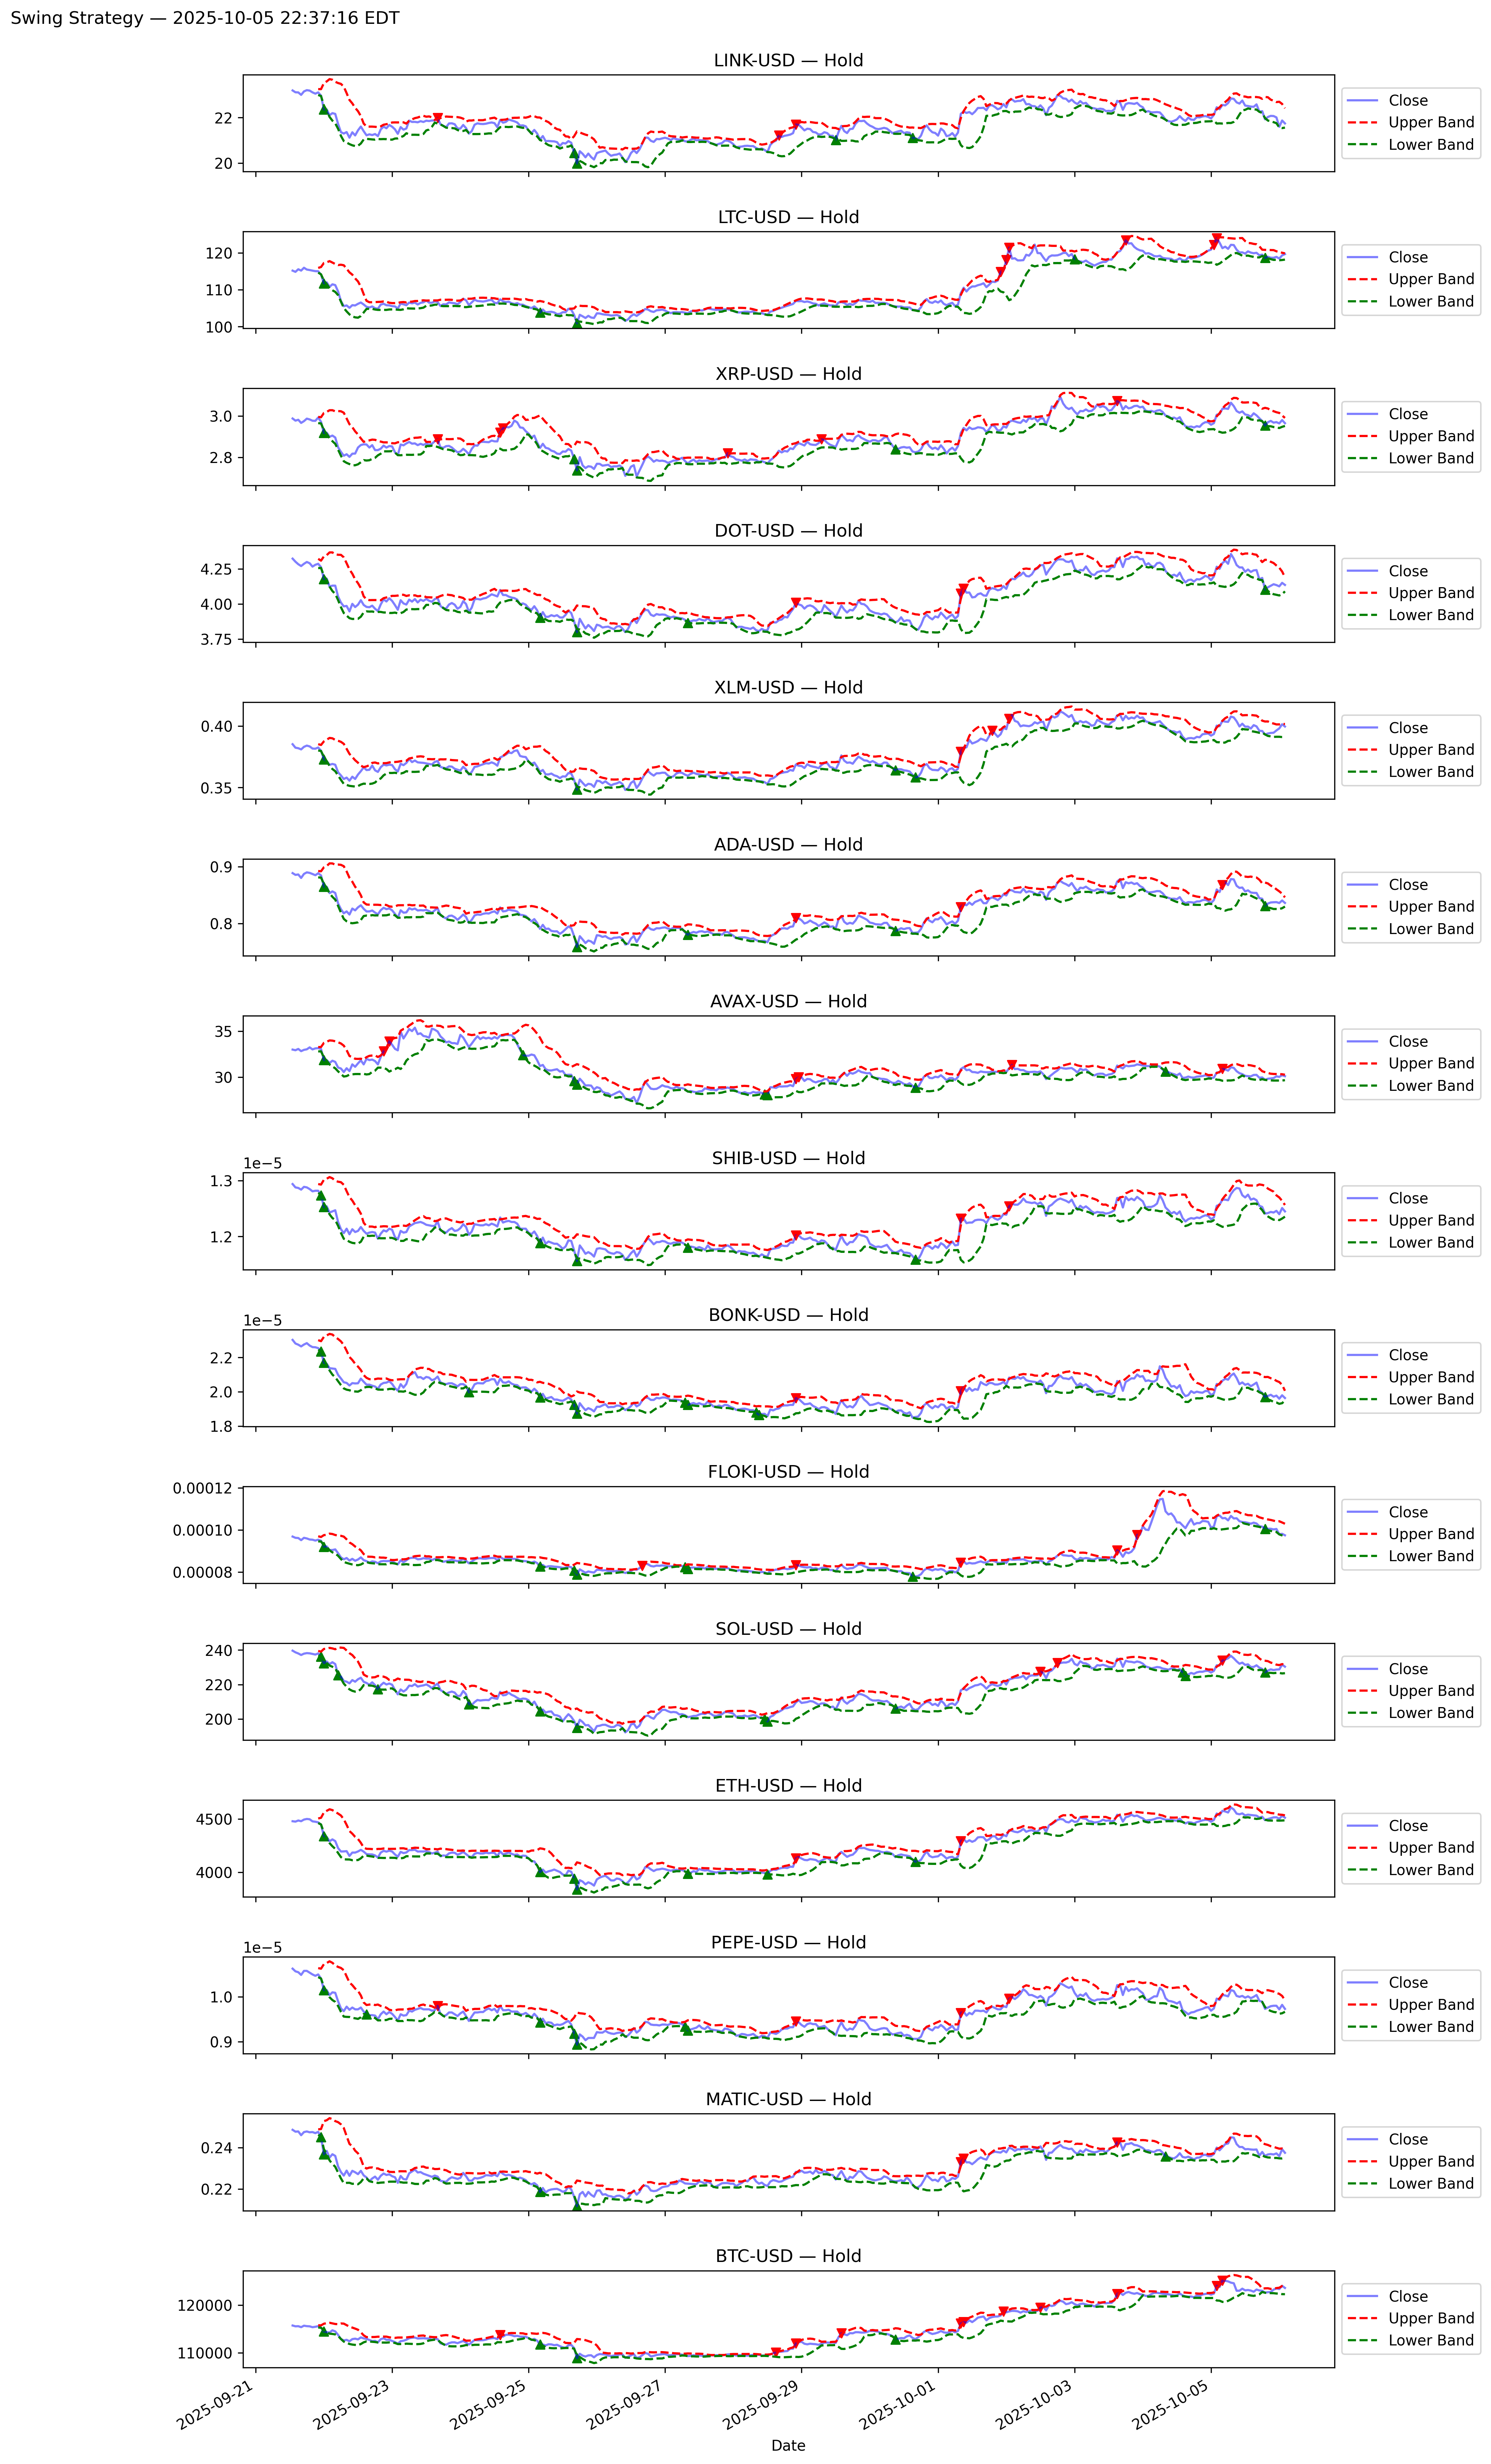 Swing Strategy — 2025-10-05 22:37:16 EDT
LINK-USD — Hold
22
20
Close
Upper Band
Lower Band
LTC-USD — Hold
120
110
100
Close
Upper Band
Lower Band
XRP-USD — Hold
3.0
2.8
Close
Upper Band
Lower Band
DOT-USD — Hold
4.25
4.00
3.75
Close
Upper Band
Lower Band
XLM-USD — Hold
0.40
0.35
Close
Upper Band
Lower Band
ADA-USD — Hold
0.9
0.8
Close
Upper Band
Lower Band
AVAX-USD — Hold
35
30
Close
Upper Band
Lower Band
SHIB-USD — Hold
1e−5
1.3
1.2
Close
Upper Band
Lower Band
BONK-USD — Hold
1e−5
2.2
2.0
1.8
Close
Upper Band
Lower Band
FLOKI-USD — Hold
0.00012
0.00010
0.00008
Close
Upper Band
Lower Band
SOL-USD — Hold
240
220
200
Close
Upper Band
Lower Band
ETH-USD — Hold
4500
4000
Close
Upper Band
Lower Band
PEPE-USD — Hold
1e−5
1.0
0.9
Close
Upper Band
Lower Band
MATIC-USD — Hold
0.24
0.22
Close
Upper Band
Lower Band
BTC-USD — Hold
120000
110000
Close
Upper Band
Lower Band
2025-09-21
2025-09-23
2025-09-25
2025-09-27
2025-09-29
2025-10-01
2025-10-03
2025-10-05
Date